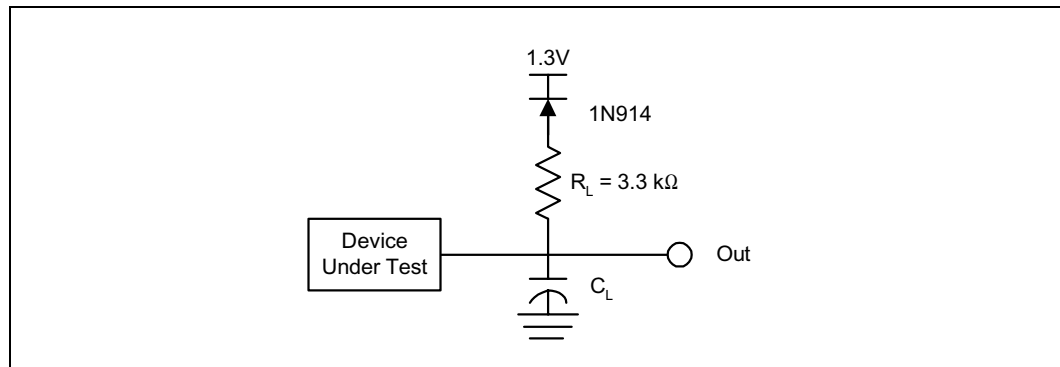 1.3V
1N914
R_L = 3.3 kΩ
Device
Under Test
Out
C_L